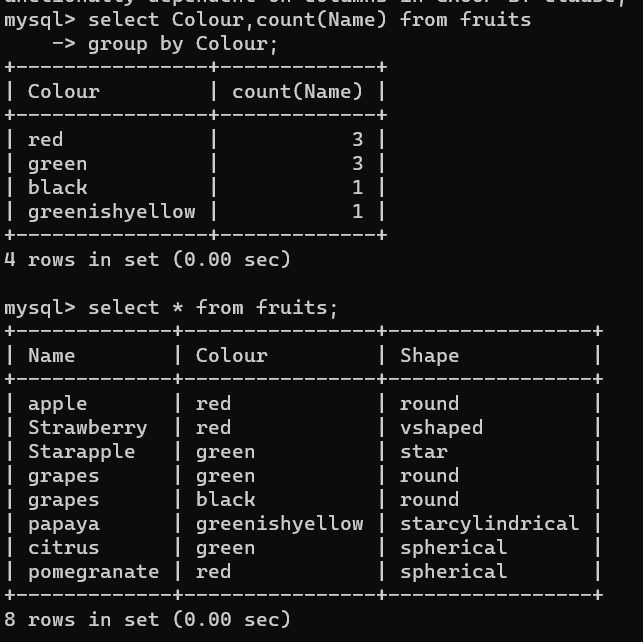 mysql> select Colour,count(Name) from fruits
    -> group by Colour;
+----------------+-------------+
| Colour         | count(Name) |
+----------------+-------------+
| red            |           3 |
| green          |           3 |
| black          |           1 |
| greenishyellow |           1 |
+----------------+-------------+
4 rows in set (0.00 sec)

mysql> select * from fruits;
+-------------+----------------+-----------------+
| Name        | Colour         | Shape           |
+-------------+----------------+-----------------+
| apple       | red            | round           |
| Strawberry  | red            | vshaped         |
| Starapple   | green          | star            |
| grapes      | green          | round           |
| grapes      | black          | round           |
| papaya      | greenishyellow | starcylindrical |
| citrus      | green          | spherical       |
| pomegranate | red            | spherical       |
+-------------+----------------+-----------------+
8 rows in set (0.00 sec)